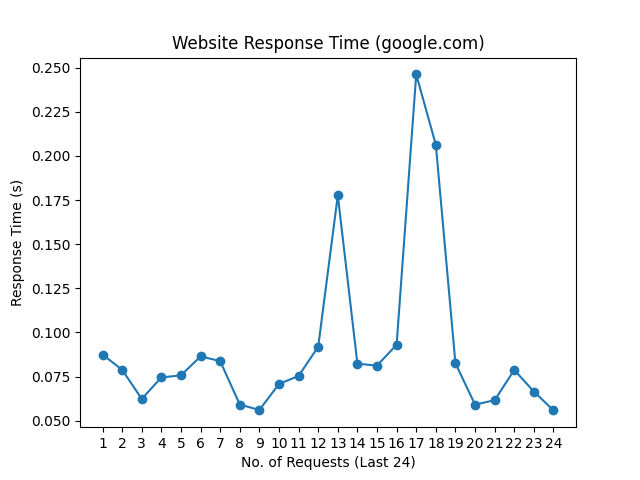 Website Response Time (google.com)
0.250
0.225
0.200
0.175
0.150
0.125
0.100
0.075
0.050
Response Time (s)
1 2 3 4 5 6 7 8 9 10 11 12 13 14 15 16 17 18 19 20 21 22 23 24
No. of Requests (Last 24)